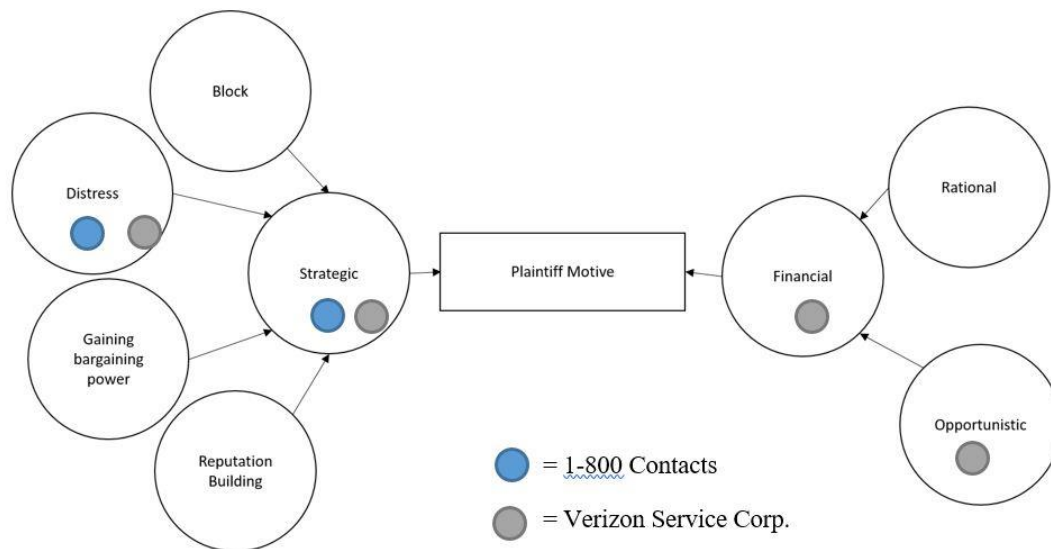 Block
Distress
Rational
Strategic
Plaintiff Motive
Financial
Gaining
bargaining
power
Opportunistic
Reputation
Building
= 1-800 Contacts
= Verizon Service Corp.